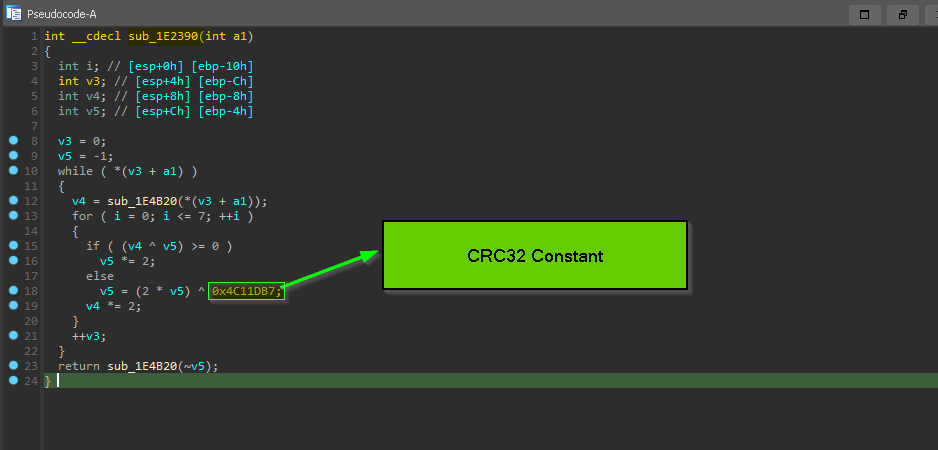 Pseudocode-A
1 int __cdecl sub_1E2390(int a1)
2 {
3   int i; // [esp+0h] [ebp-10h]
4   int v3; // [esp+4h] [ebp-Ch]
5   int v4; // [esp+8h] [ebp-8h]
6   int v5; // [esp+Ch] [ebp-4h]
7
8   v3 = 0;
9   v5 = -1;
10   while ( *(v3 + a1) )
11   {
12     v4 = sub_1E4B20(*(v3 + a1));
13     for ( i = 0; i <= 7; ++i )
14     {
15       if ( (v4 ^ v5) >= 0 )
16         v5 *= 2;
17       else
18         v5 = (2 * v5) ^ 0x4C11DB7;
19       v4 *= 2;
20     }
21     ++v3;
22   }
23   return sub_1E4B20(~v5);
24 }
CRC32 Constant